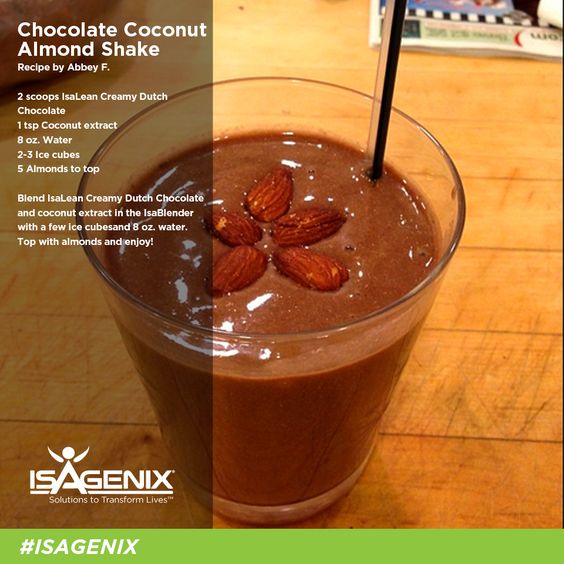 Chocolate Coconut
Almond Shake
Recipe by Abbey F.
2 scoops IsaLean Creamy Dutch
Chocolate
1 tsp Coconut extract
8 oz. Water
2-3 Ice cubes
5 Almonds to top
Blend IsaLean Creamy Dutch Chocolate
and coconut extract in the IsaBlender
with a few ice cubesand 8 oz. water.
Top with almonds and enjoy!
ISAGENIX®
Solutions to Transform Lives™
#ISAGENIX